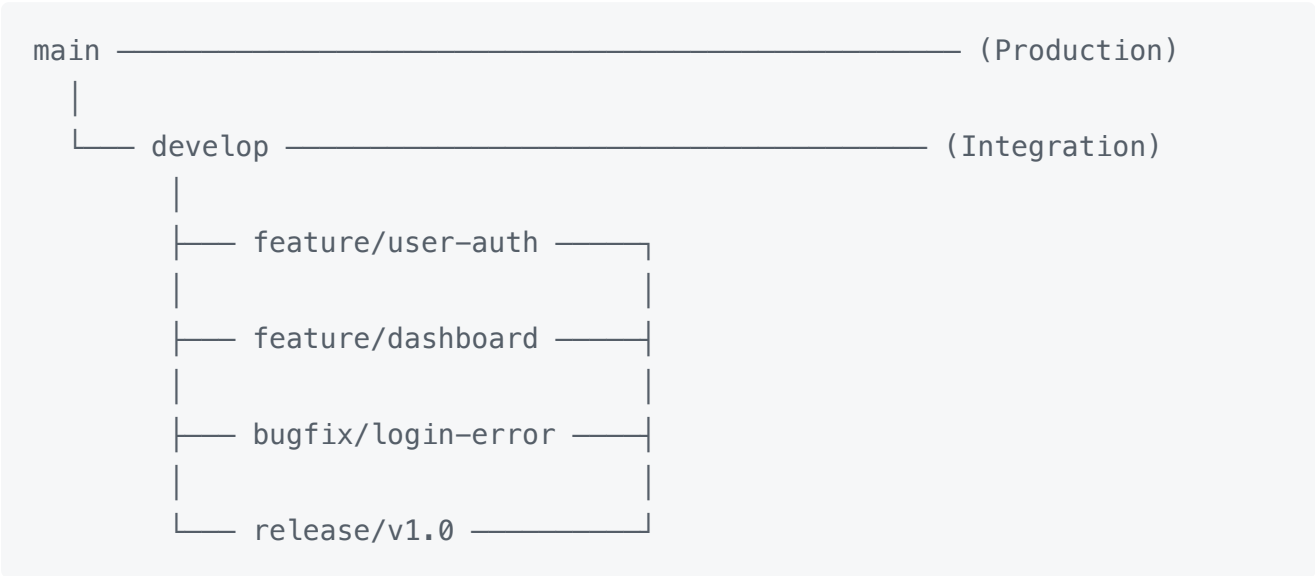 main (Production)
develop (Integration)
feature/user-auth
feature/dashboard
bugfix/login-error
release/v1.0